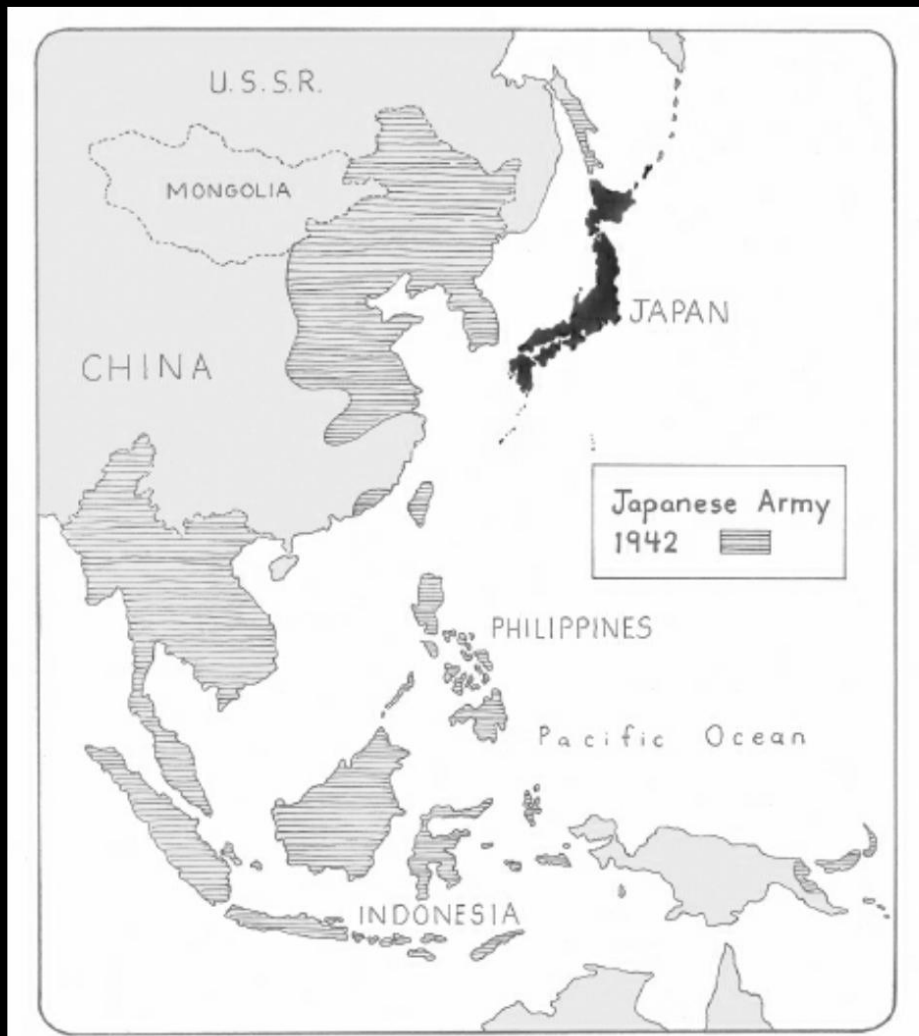 U.S.S.R.
MONGOLIA
JAPAN
CHINA
Japanese Army
1942
PHILIPPINES
Pacific Ocean
INDONESIA